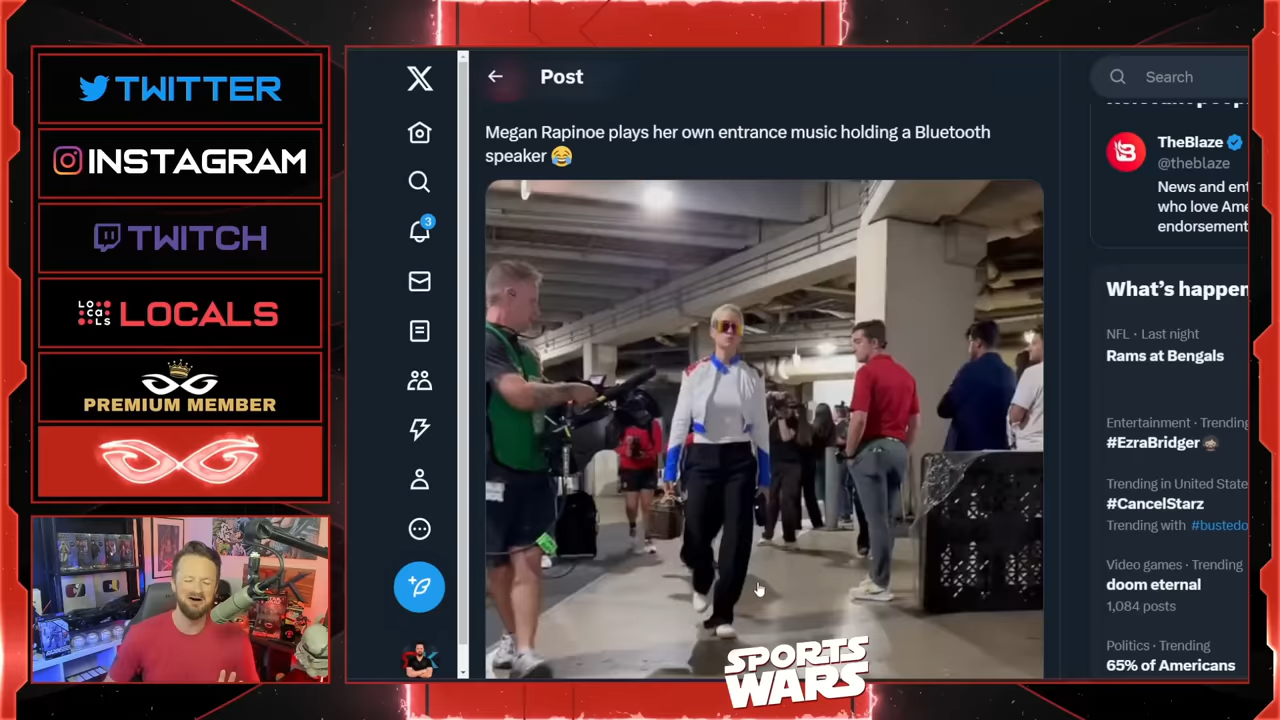 TWITTER
INSTAGRAM
TWITCH
LOCALS
LOCALS
PREMIUM MEMBER
Post
Megan Rapinoe plays her own entrance music holding a Bluetooth
speaker 😂
3
Search
TheBlaze
@theblaze
News and ent
who love Ame
endorsement
What’s happen
NFL · Last night
Rams at Bengals
Entertainment · Trending
#EzraBridger
Trending in United State
#CancelStarz
Trending with #bustedo
Video games · Trending
doom eternal
1,084 posts
Politics · Trending
65% of Americans
SPORTS
WARS